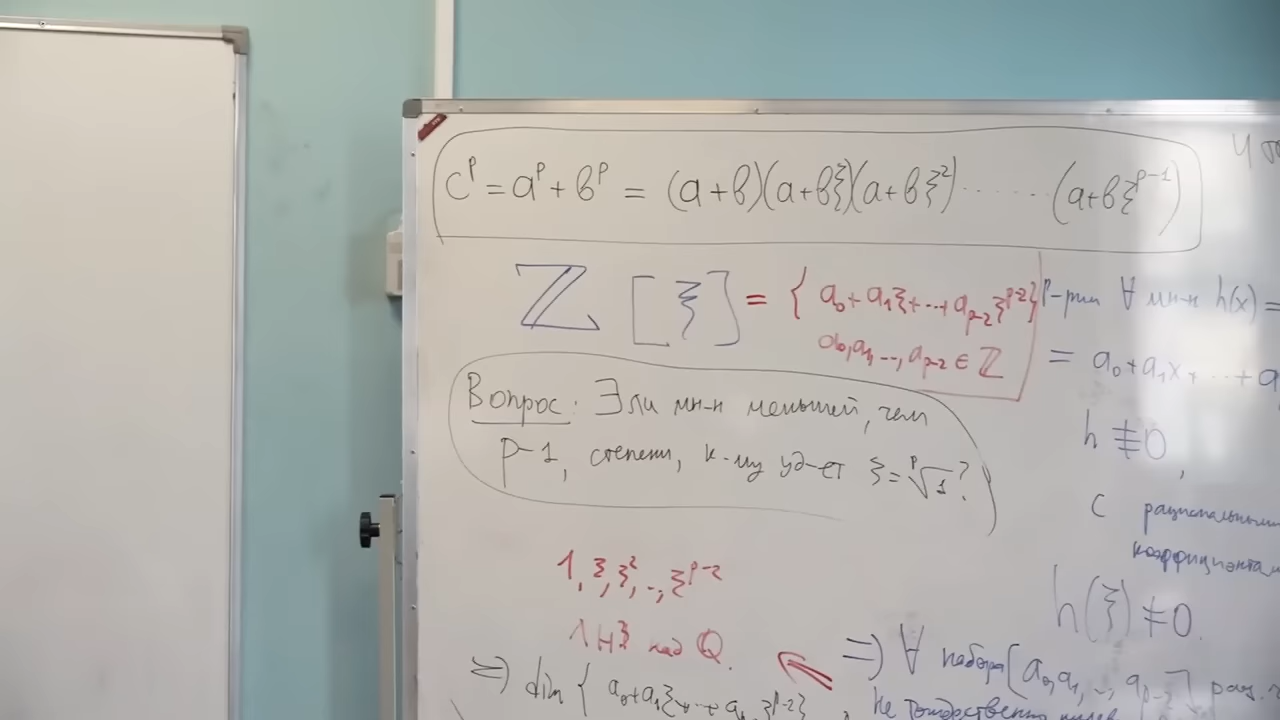 c^p = a^p + b^p = (a+b)(a+bξ)(a+bξ^2) ...... (a+bξ^{p-1})
ℤ [ξ] = { a_0 + a_1ξ + ... + a_{p-2}ξ^{p-2} }
a_0, a_1, ..., a_{p-2} ∈ ℤ
Вопрос: Э ли мн-н меньшей, чем
p-1, степени, к-му уд-ет ξ = ᵖ√1 ?
∀ мн-н h(x) =
= a_0 + a_1x + ... + a
h ≢ 0,
с рациональными
коэффициентам
h(ξ) ≠ 0.
1, ξ, ξ^2, .., ξ^{p-2}
ЛНЗ над Q.
⇒ dim { a_0 + a_1ξ + ... + a_{p-2}ξ^{p-2} }
⇒ ∀ набора (a_0, a_1, .., a_{p-2}) рац.
не тождественно